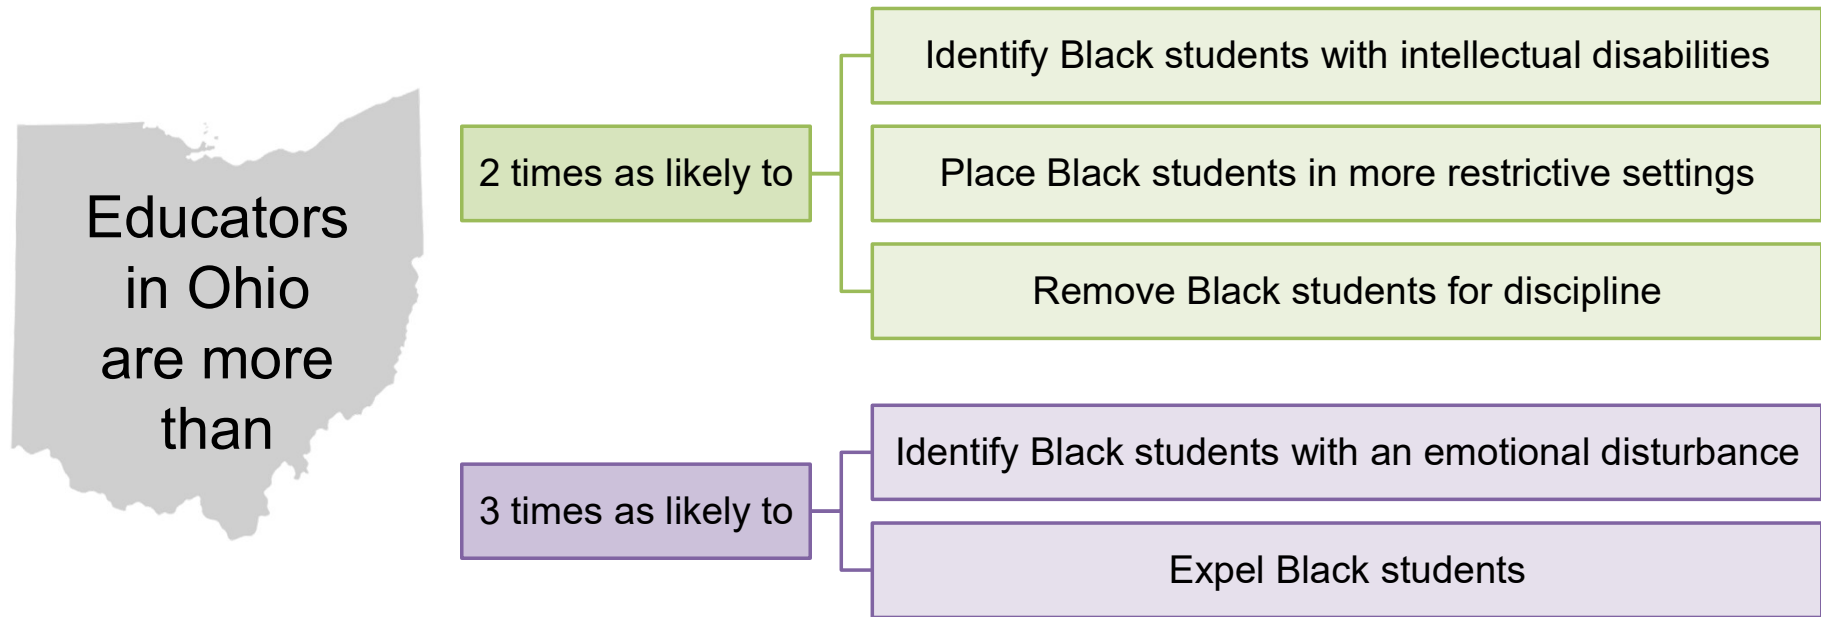 Educators
in Ohio
are more
than
2 times as likely to
Identify Black students with intellectual disabilities
Place Black students in more restrictive settings
Remove Black students for discipline
3 times as likely to
Identify Black students with an emotional disturbance
Expel Black students